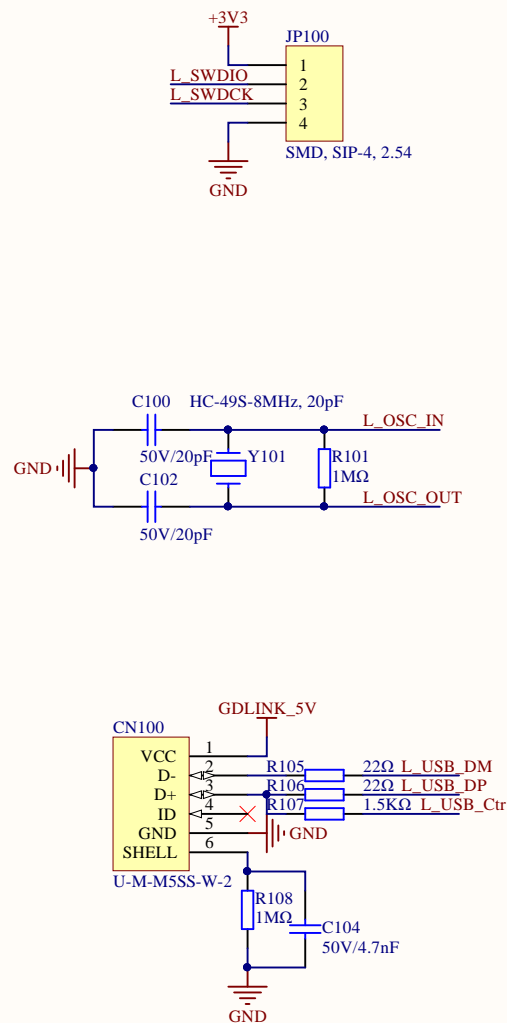 +3V3
JP100
1
L_SWDIO
2
L_SWDCK
3
4
SMD, SIP-4, 2.54
GND
C100
HC-49S-8MHz, 20pF
L_OSC_IN
50V/20pF
Y101
R101
GND
C102
1MΩ
L_OSC_OUT
50V/20pF
GDLINK_5V
CN100
VCC
1
D-
2
R105
22Ω
L_USB_DM
D+
3
R106
22Ω
L_USB_DP
ID
4
R107
1.5KΩ
L_USB_Ctr
GND
5
GND
SHELL
6
U-M-M5SS-W-2
R108
1MΩ
C104
50V/4.7nF
GND